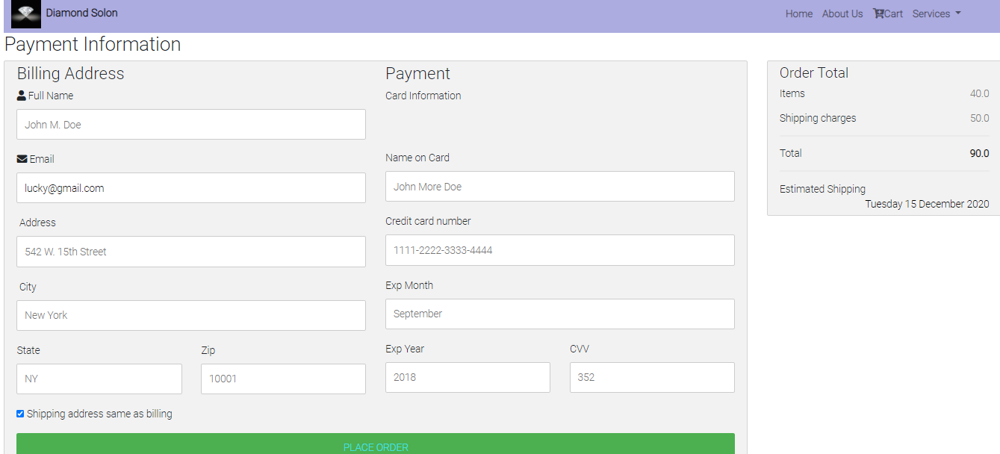 Diamond Solon
Home About Us Cart Services
Payment Information
Billing Address
Full Name
John M. Doe
Email
lucky@gmail.com
Address
542 W. 15th Street
City
New York
State Zip
NY 10001
Shipping address same as billing
Payment
Card Information
Name on Card
John More Doe
Credit card number
1111-2222-3333-4444
Exp Month
September
Exp Year CVV
2018 352
PLACE ORDER
Order Total
Items 40.0
Shipping charges 50.0
Total 90.0
Estimated Shipping
Tuesday 15 December 2020